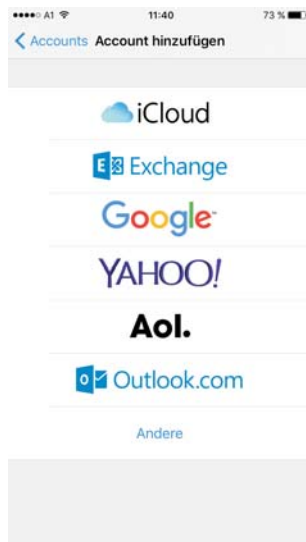 A1 11:40 73 %
Accounts Account hinzufügen
iCloud
E Exchange
Google
YAHOO!
Aol.
o Outlook.com
Andere